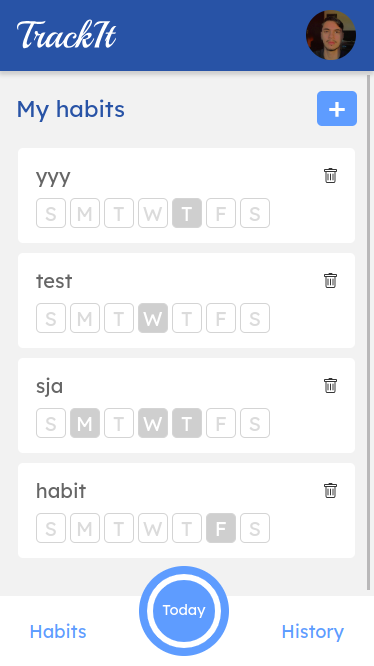 TrackIt
My habits
+
yyy
S M T W T F S
test
S M T W T F S
sja
S M T W T F S
habit
S M T W T F S
Habits Today History